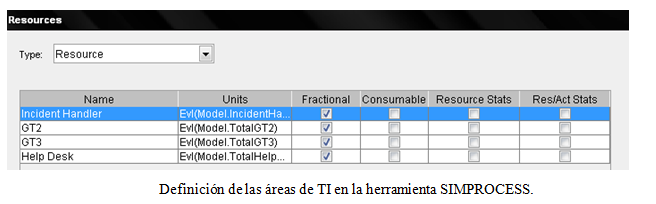 Resources
Type: Resource
Name Units Fractional Consumable Resource Stats Res/Act Stats
Incident Handler Evl(Model.IncidentHa...
GT2 Evl(Model.TotalGT2)
GT3 Evl(Model.TotalGT3)
Help Desk Evl(Model.TotalHelp...
Definición de las áreas de TI en la herramienta SIMPROCESS.